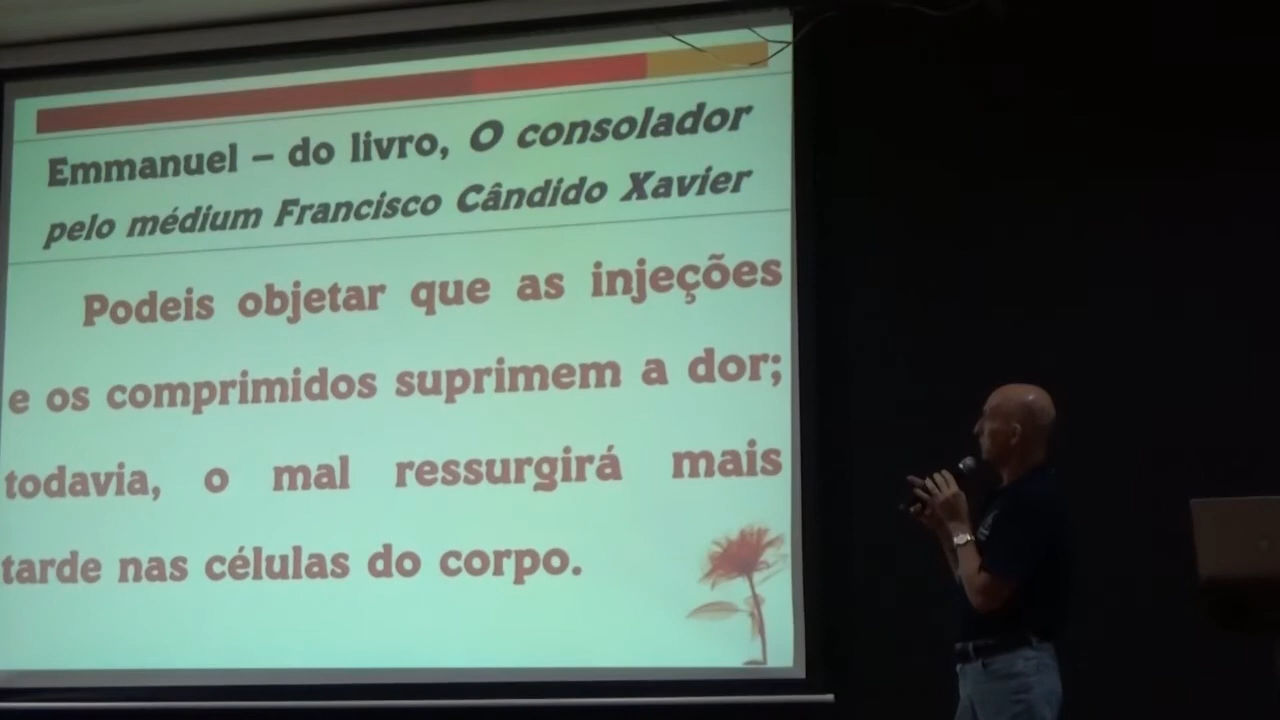 Emmanuel – do livro, O consolador
pelo médium Francisco Cândido Xavier
Podeis objetar que as injeções
e os comprimidos suprimem a dor;
todavia, o mal ressurgirá mais
tarde nas células do corpo.